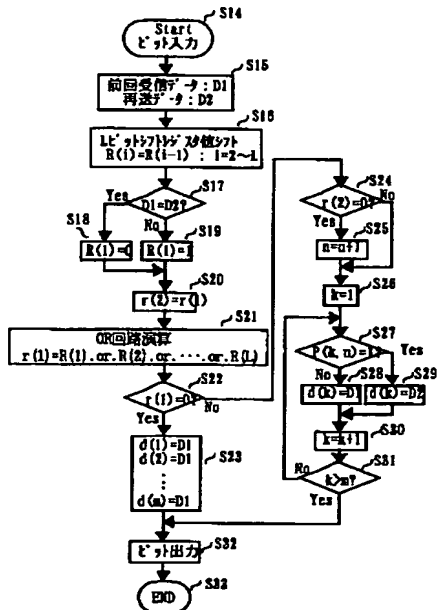 S14
Start
ビット入力
S15
前回受信データ:D1
再送データ:D2
S16
Lビットシフトレジスタ値シフト
R(i)=R(i-1) : i=2~L
S17
D1=D2?
Yes
No
S18
R(1)=0
S19
R(1)=1
S20
r(2)=r(1)
S21
OR回路演算
r(1)=R(1).or.R(2).or.・・・.or.R(L)
S22
r(1)=0?
No
Yes
S23
d(1)=D1
d(2)=D1
⋮
d(m)=D1
S24
r(2)=0?
No
Yes
S25
n=n+1
S26
k=1
S27
P(k,n)=1?
Yes
No
S28
d(k)=D1
S29
d(k)=D2
S30
k=k+1
S31
k>m?
No
Yes
S32
ビット出力
S33
END